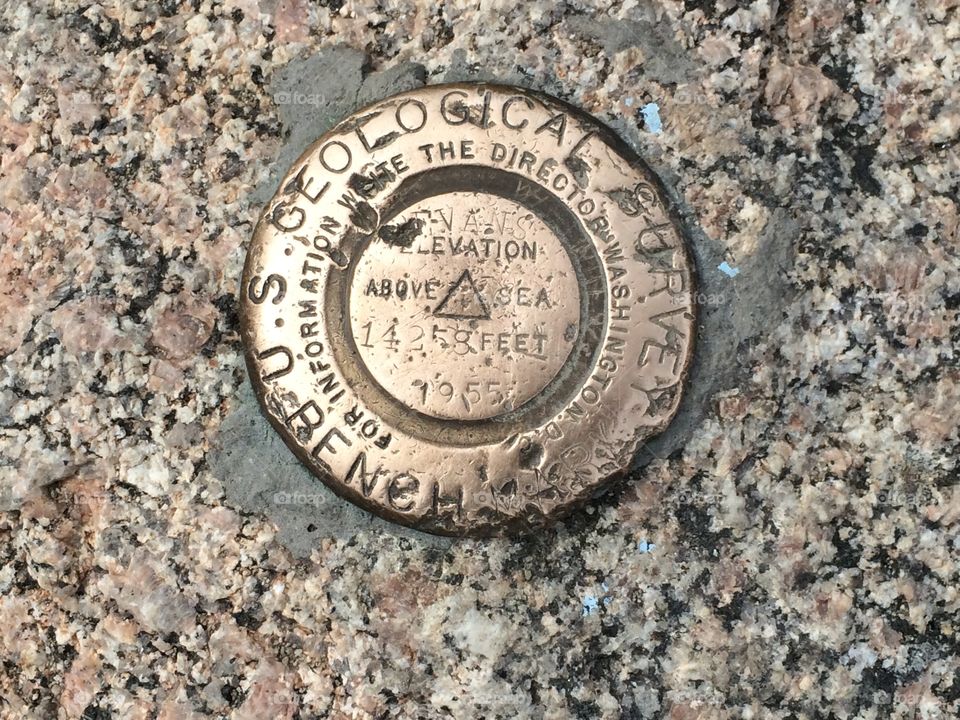 U.S. GEOLOGICAL SURVEY
BENCH
FOR INFORMATION WRITE THE DIRECTOR WASHINGTON D.C.
EVANS
ELEVATION
ABOVE SEA
14258 FEET
1955